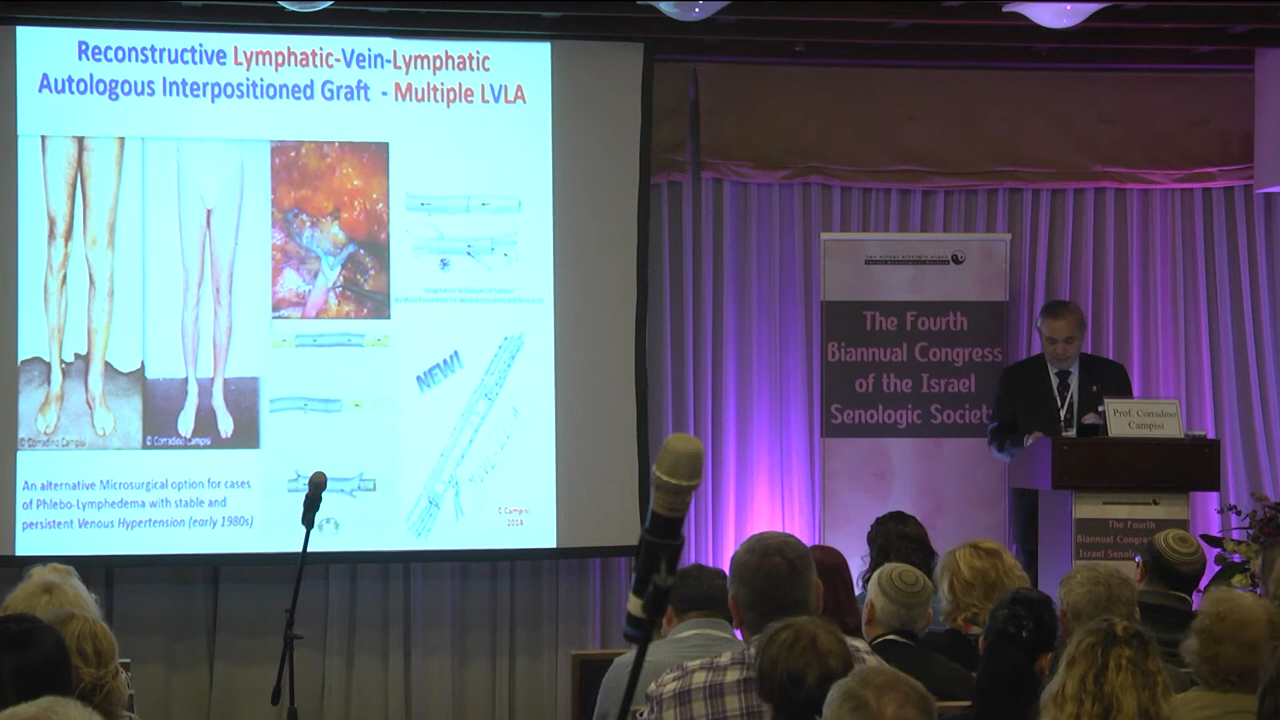 Reconstructive Lymphatic-Vein-Lymphatic
Autologous Interpositioned Graft - Multiple LVLA
© Corradino Campisi
© Corradino Campisi
NEW!
An alternative Microsurgical option for cases
of Phlebo-Lymphedema with stable and
persistent Venous Hypertension (early 1980s)
C Campisi
2014
The Fourth
Biannual Congress
of the Israel
Senologic Society
Prof. Corradino
Campisi
The Fourth
Biannual Congress
Israel